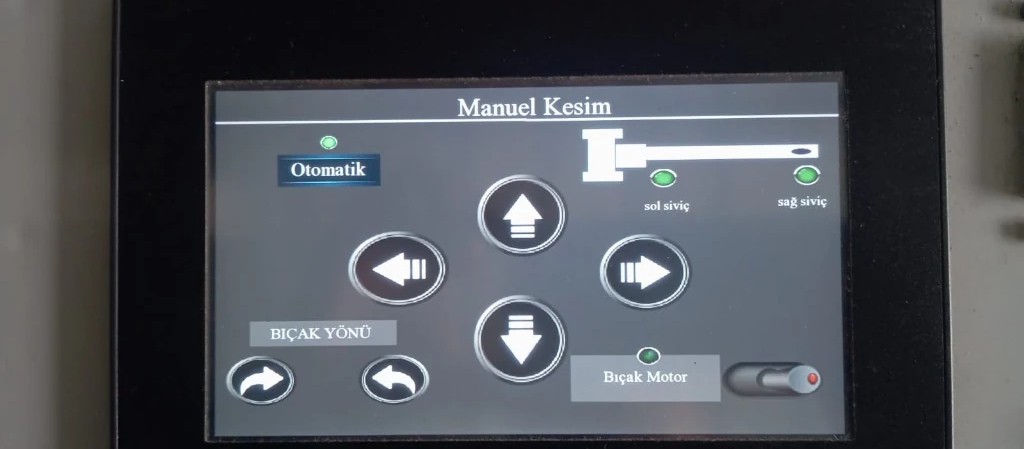 Manuel Kesim
Otomatik
sol siviç
sağ siviç
BIÇAK YÖNÜ
Bıçak Motor